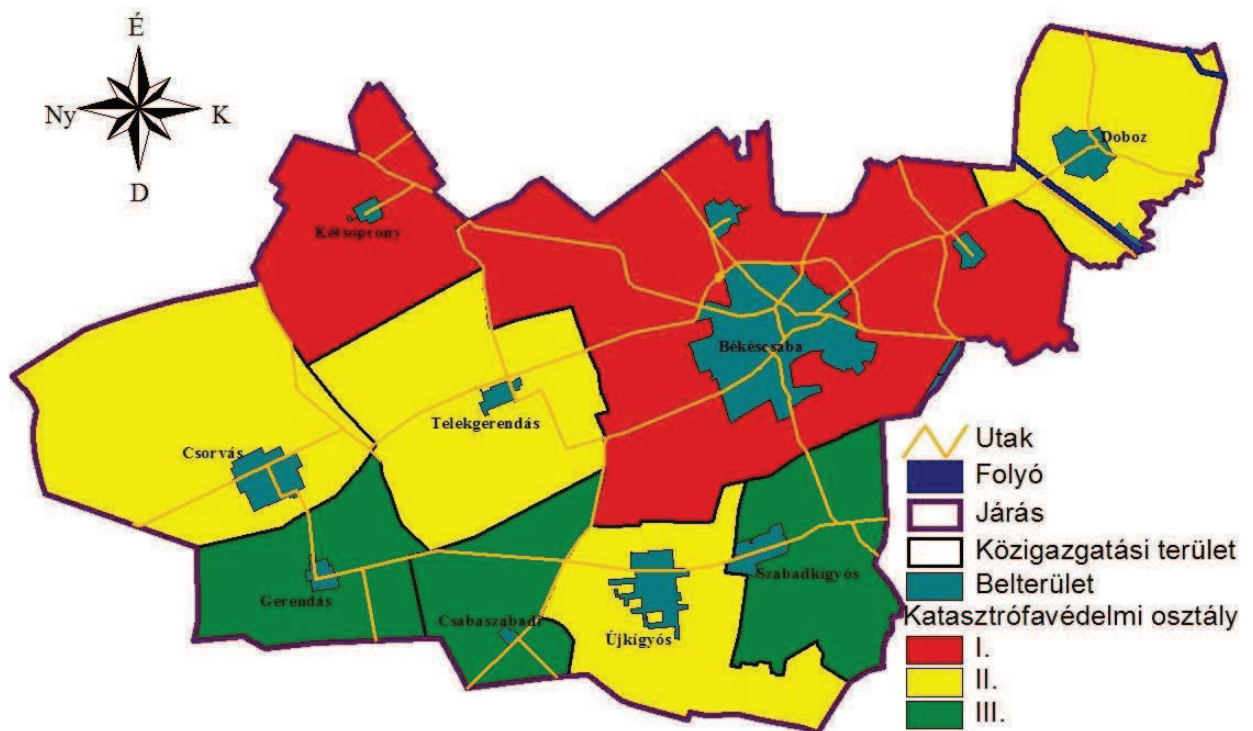 É
Ny
K
D
Doboz
Kétsoprony
Békéscsaba
Telekgerendás
Csorvás
Gerendás
Csabaszabadi
Újkígyós
Szabadkígyós
Utak
Folyó
Járás
Közigazgatási terület
Belterület
Katasztrófavédelmi osztály
I.
II.
III.